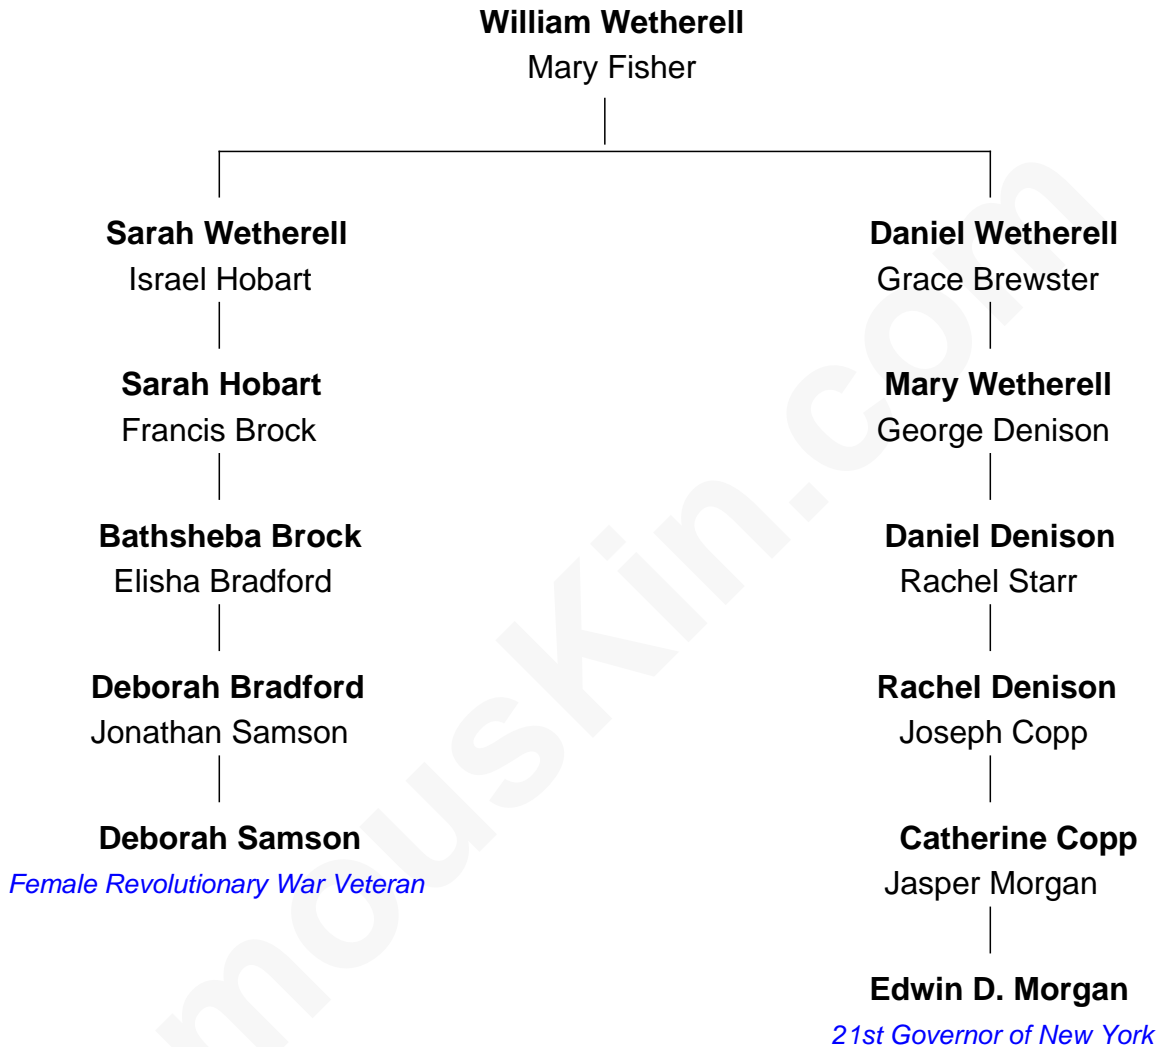 William Wetherell
Mary Fisher
Sarah Wetherell
Israel Hobart
Daniel Wetherell
Grace Brewster
Sarah Hobart
Francis Brock
Mary Wetherell
George Denison
Bathsheba Brock
Elisha Bradford
Daniel Denison
Rachel Starr
Deborah Bradford
Jonathan Samson
Rachel Denison
Joseph Copp
Deborah Samson
Female Revolutionary War Veteran
Catherine Copp
Jasper Morgan
Edwin D. Morgan
21st Governor of New York
mousKin.com